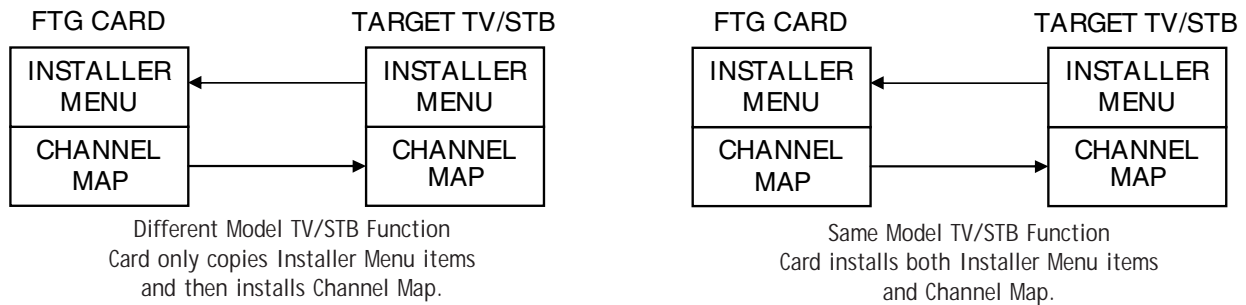 FTG CARD
TARGET TV/STB
INSTALLER
MENU
INSTALLER
MENU
CHANNEL
MAP
CHANNEL
MAP
Different Model TV/STB Function
Card only copies Installer Menu items
and then installs Channel Map.
FTG CARD
TARGET TV/STB
INSTALLER
MENU
INSTALLER
MENU
CHANNEL
MAP
CHANNEL
MAP
Same Model TV/STB Function
Card installs both Installer Menu items
and Channel Map.